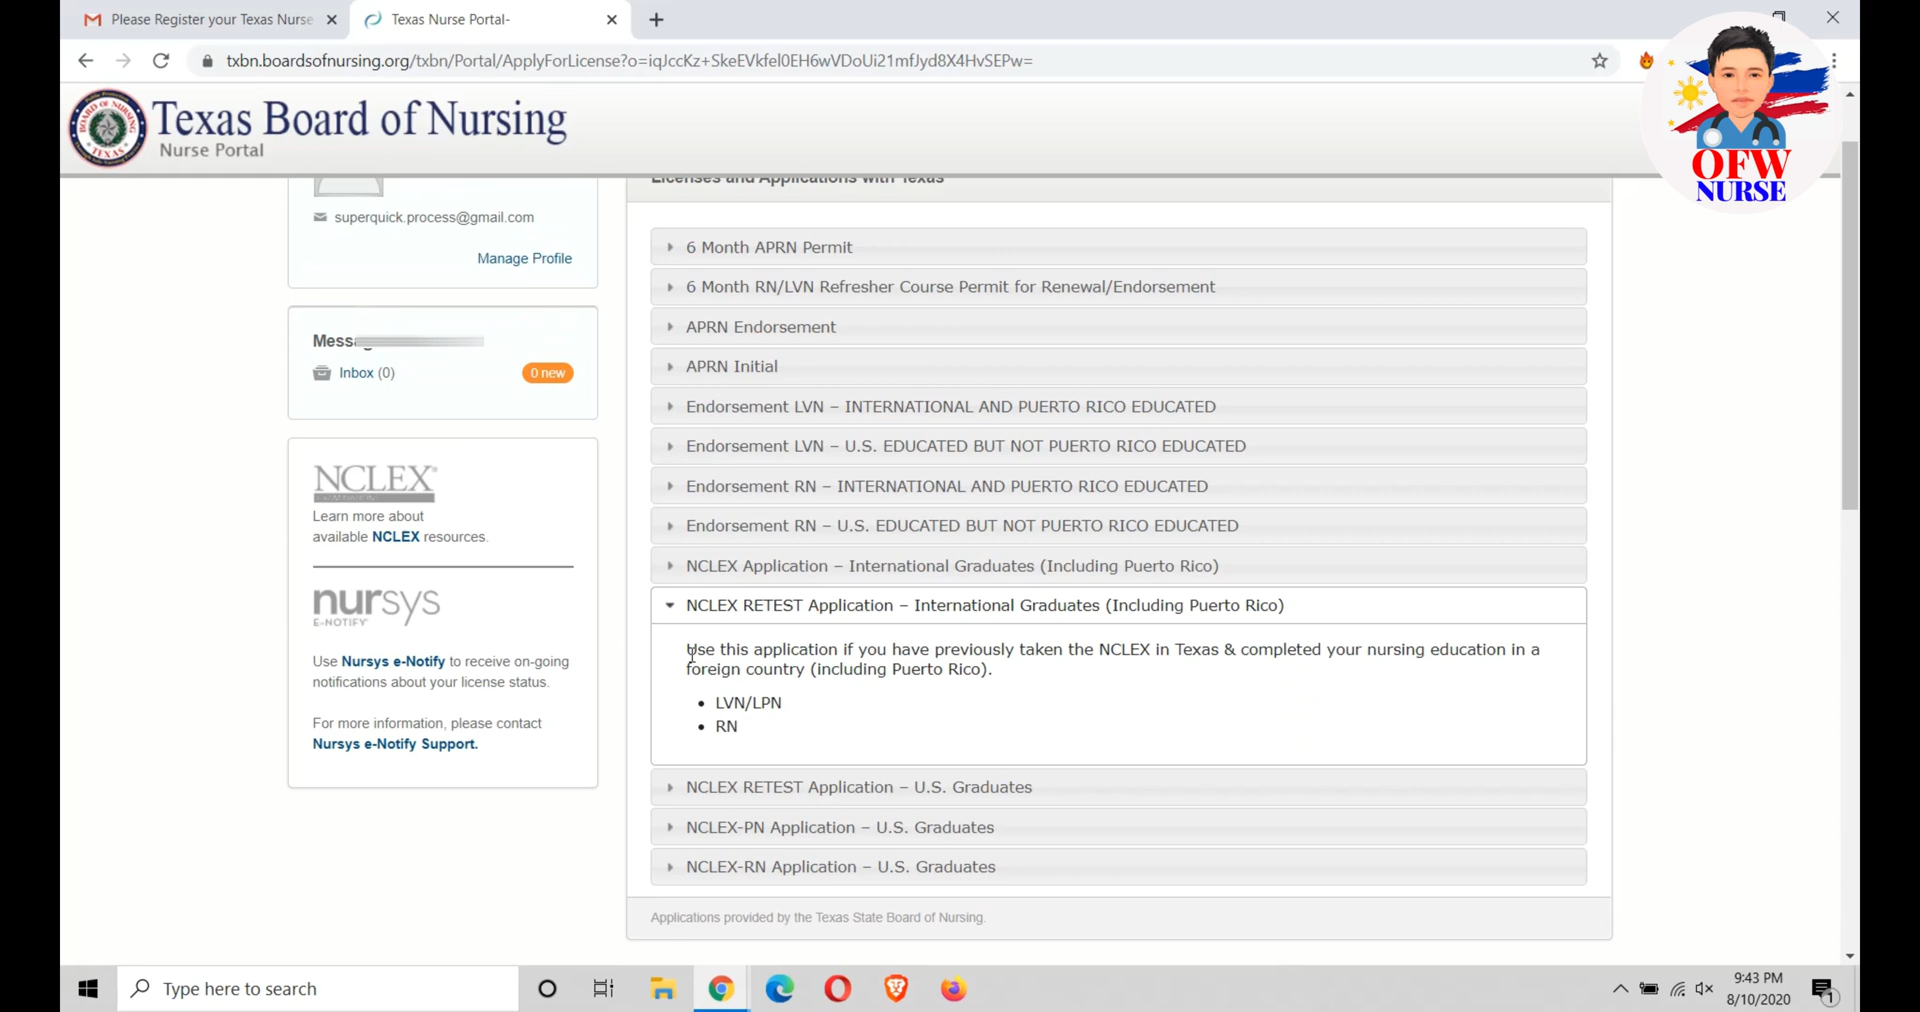 Please Register your Texas Nurse
Texas Nurse Portal-
txbn.boardsofnursing.org/txbn/Portal/ApplyForLicense?o=iqJccKz+SkeEVkfel0EH6wVDoUi21mfJyd8X4HvSEPw=
OFW
NURSE
Texas Board of Nursing
Nurse Portal
superquick.process@gmail.com
Manage Profile
Inbox (0)
0 new
NCLEX®
Learn more about
available NCLEX resources.
nursys
E-NOTIFY
Use Nursys e-Notify to receive on-going
notifications about your license status.
For more information, please contact
Nursys e-Notify Support.
Licenses and Applications with Texas
6 Month APRN Permit
6 Month RN/LVN Refresher Course Permit for Renewal/Endorsement
APRN Endorsement
APRN Initial
Endorsement LVN – INTERNATIONAL AND PUERTO RICO EDUCATED
Endorsement LVN – U.S. EDUCATED BUT NOT PUERTO RICO EDUCATED
Endorsement RN – INTERNATIONAL AND PUERTO RICO EDUCATED
Endorsement RN – U.S. EDUCATED BUT NOT PUERTO RICO EDUCATED
NCLEX Application – International Graduates (Including Puerto Rico)
NCLEX RETEST Application – International Graduates (Including Puerto Rico)
Use this application if you have previously taken the NCLEX in Texas & completed your nursing education in a
foreign country (including Puerto Rico).
• LVN/LPN
• RN
NCLEX RETEST Application – U.S. Graduates
NCLEX-PN Application – U.S. Graduates
NCLEX-RN Application – U.S. Graduates
Applications provided by the Texas State Board of Nursing.
Type here to search
9:43 PM
8/10/2020
1